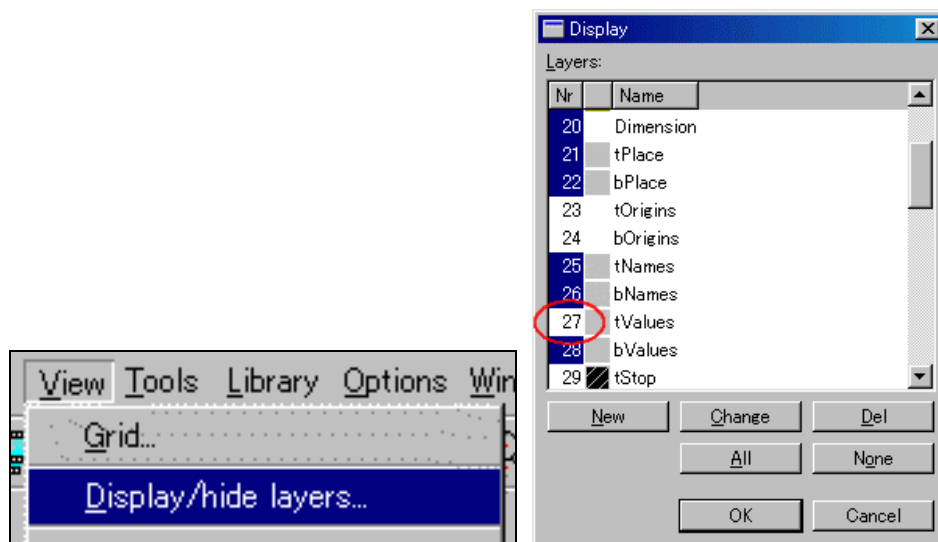 View Tools Library Options Win
Grid...
Display/hide layers...
Display
Layers:
Nr Name
20 Dimension
21 tPlace
22 bPlace
23 tOrigins
24 bOrigins
25 tNames
26 bNames
27 tValues
28 bValues
29 tStop
New Change Del
All None
OK Cancel